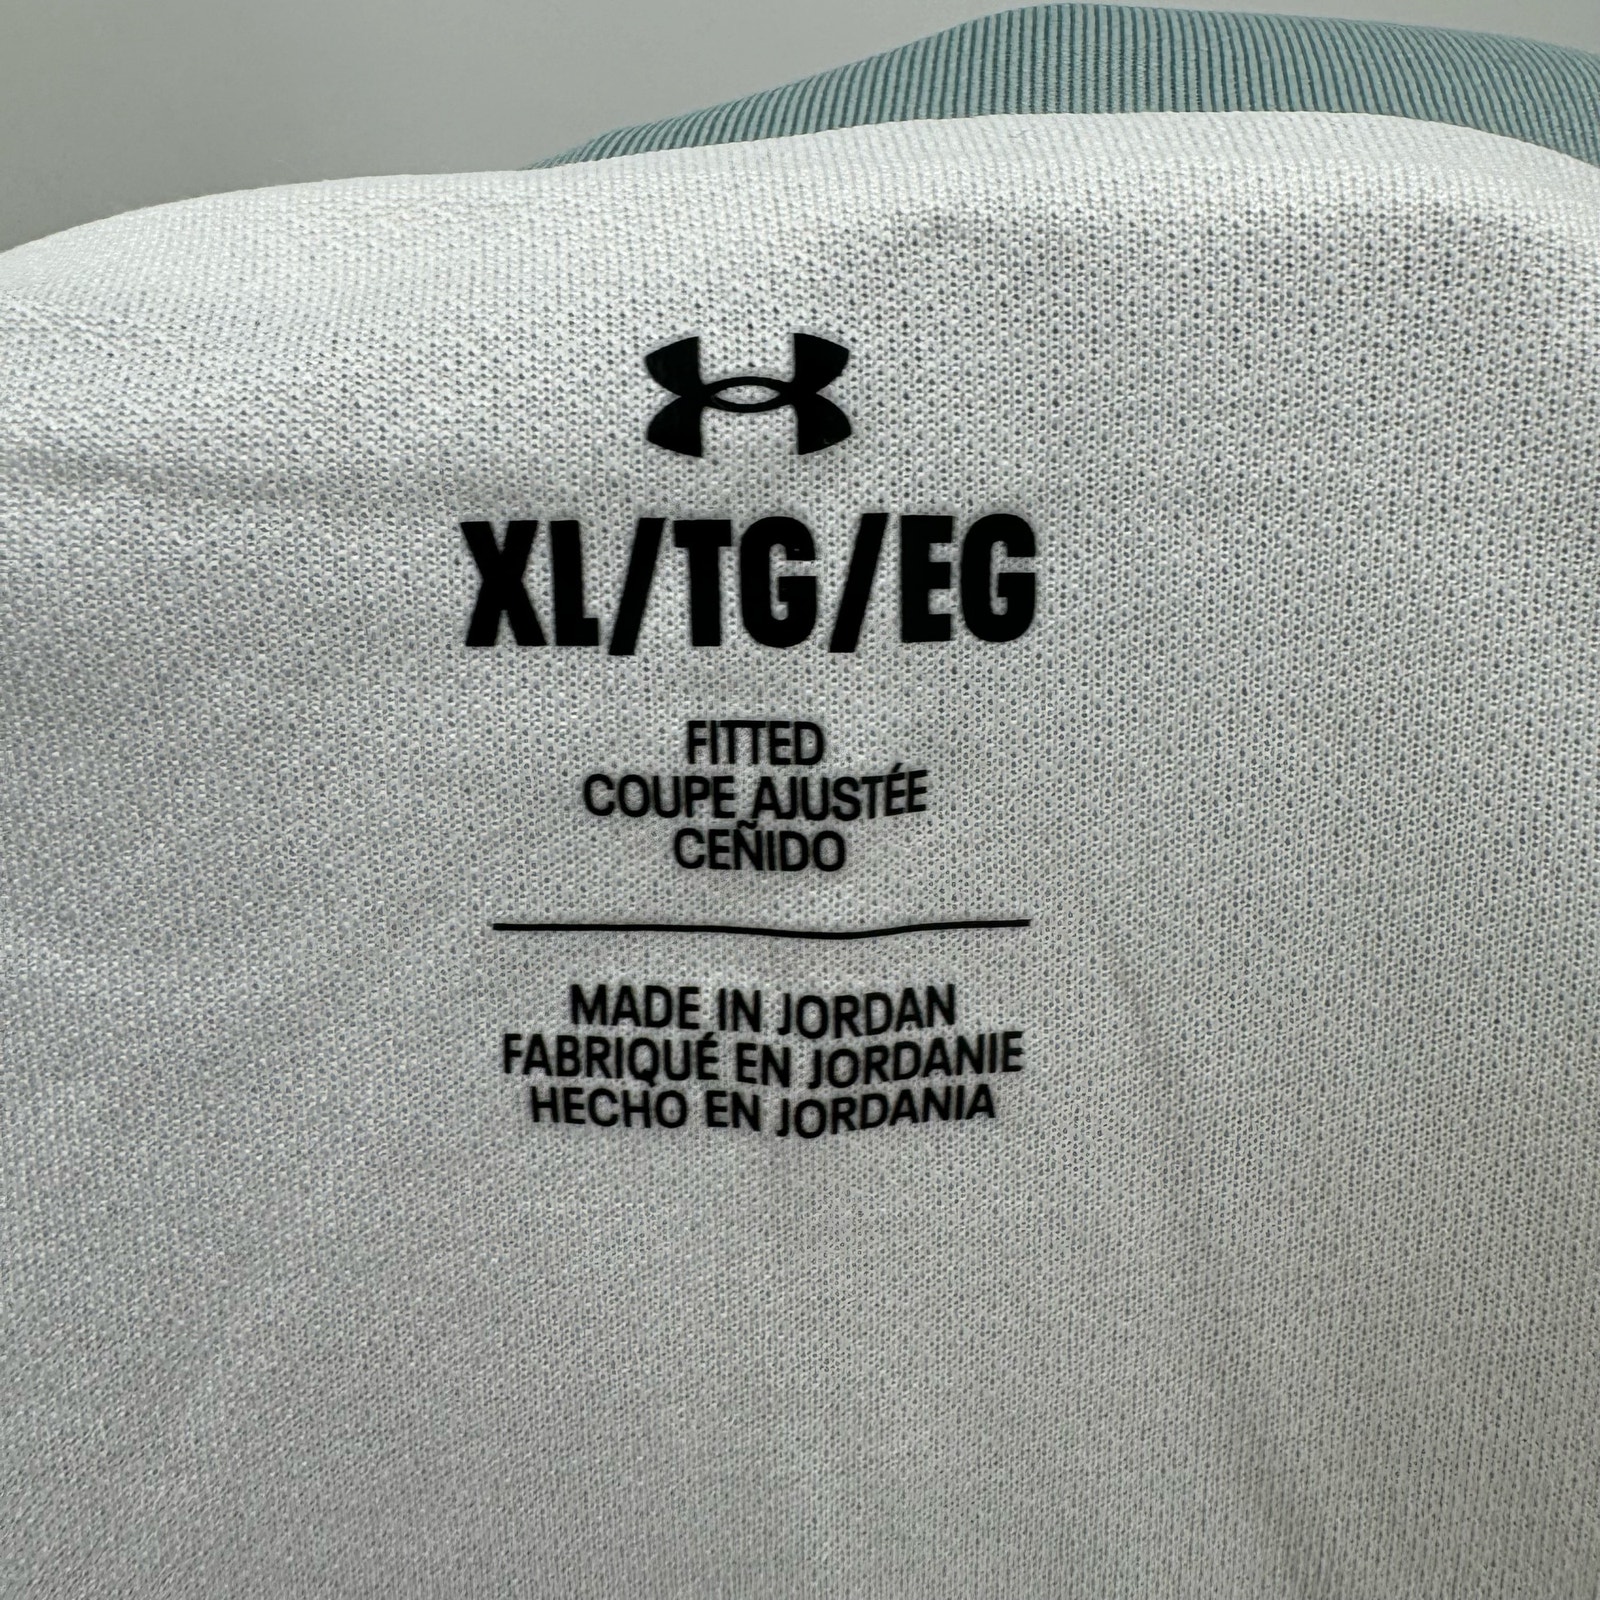 XL/TG/EG
FITTED
COUPE AJUSTÉE
CEÑIDO
MADE IN JORDAN
FABRIQUÉ EN JORDANIE
HECHO EN JORDANIA